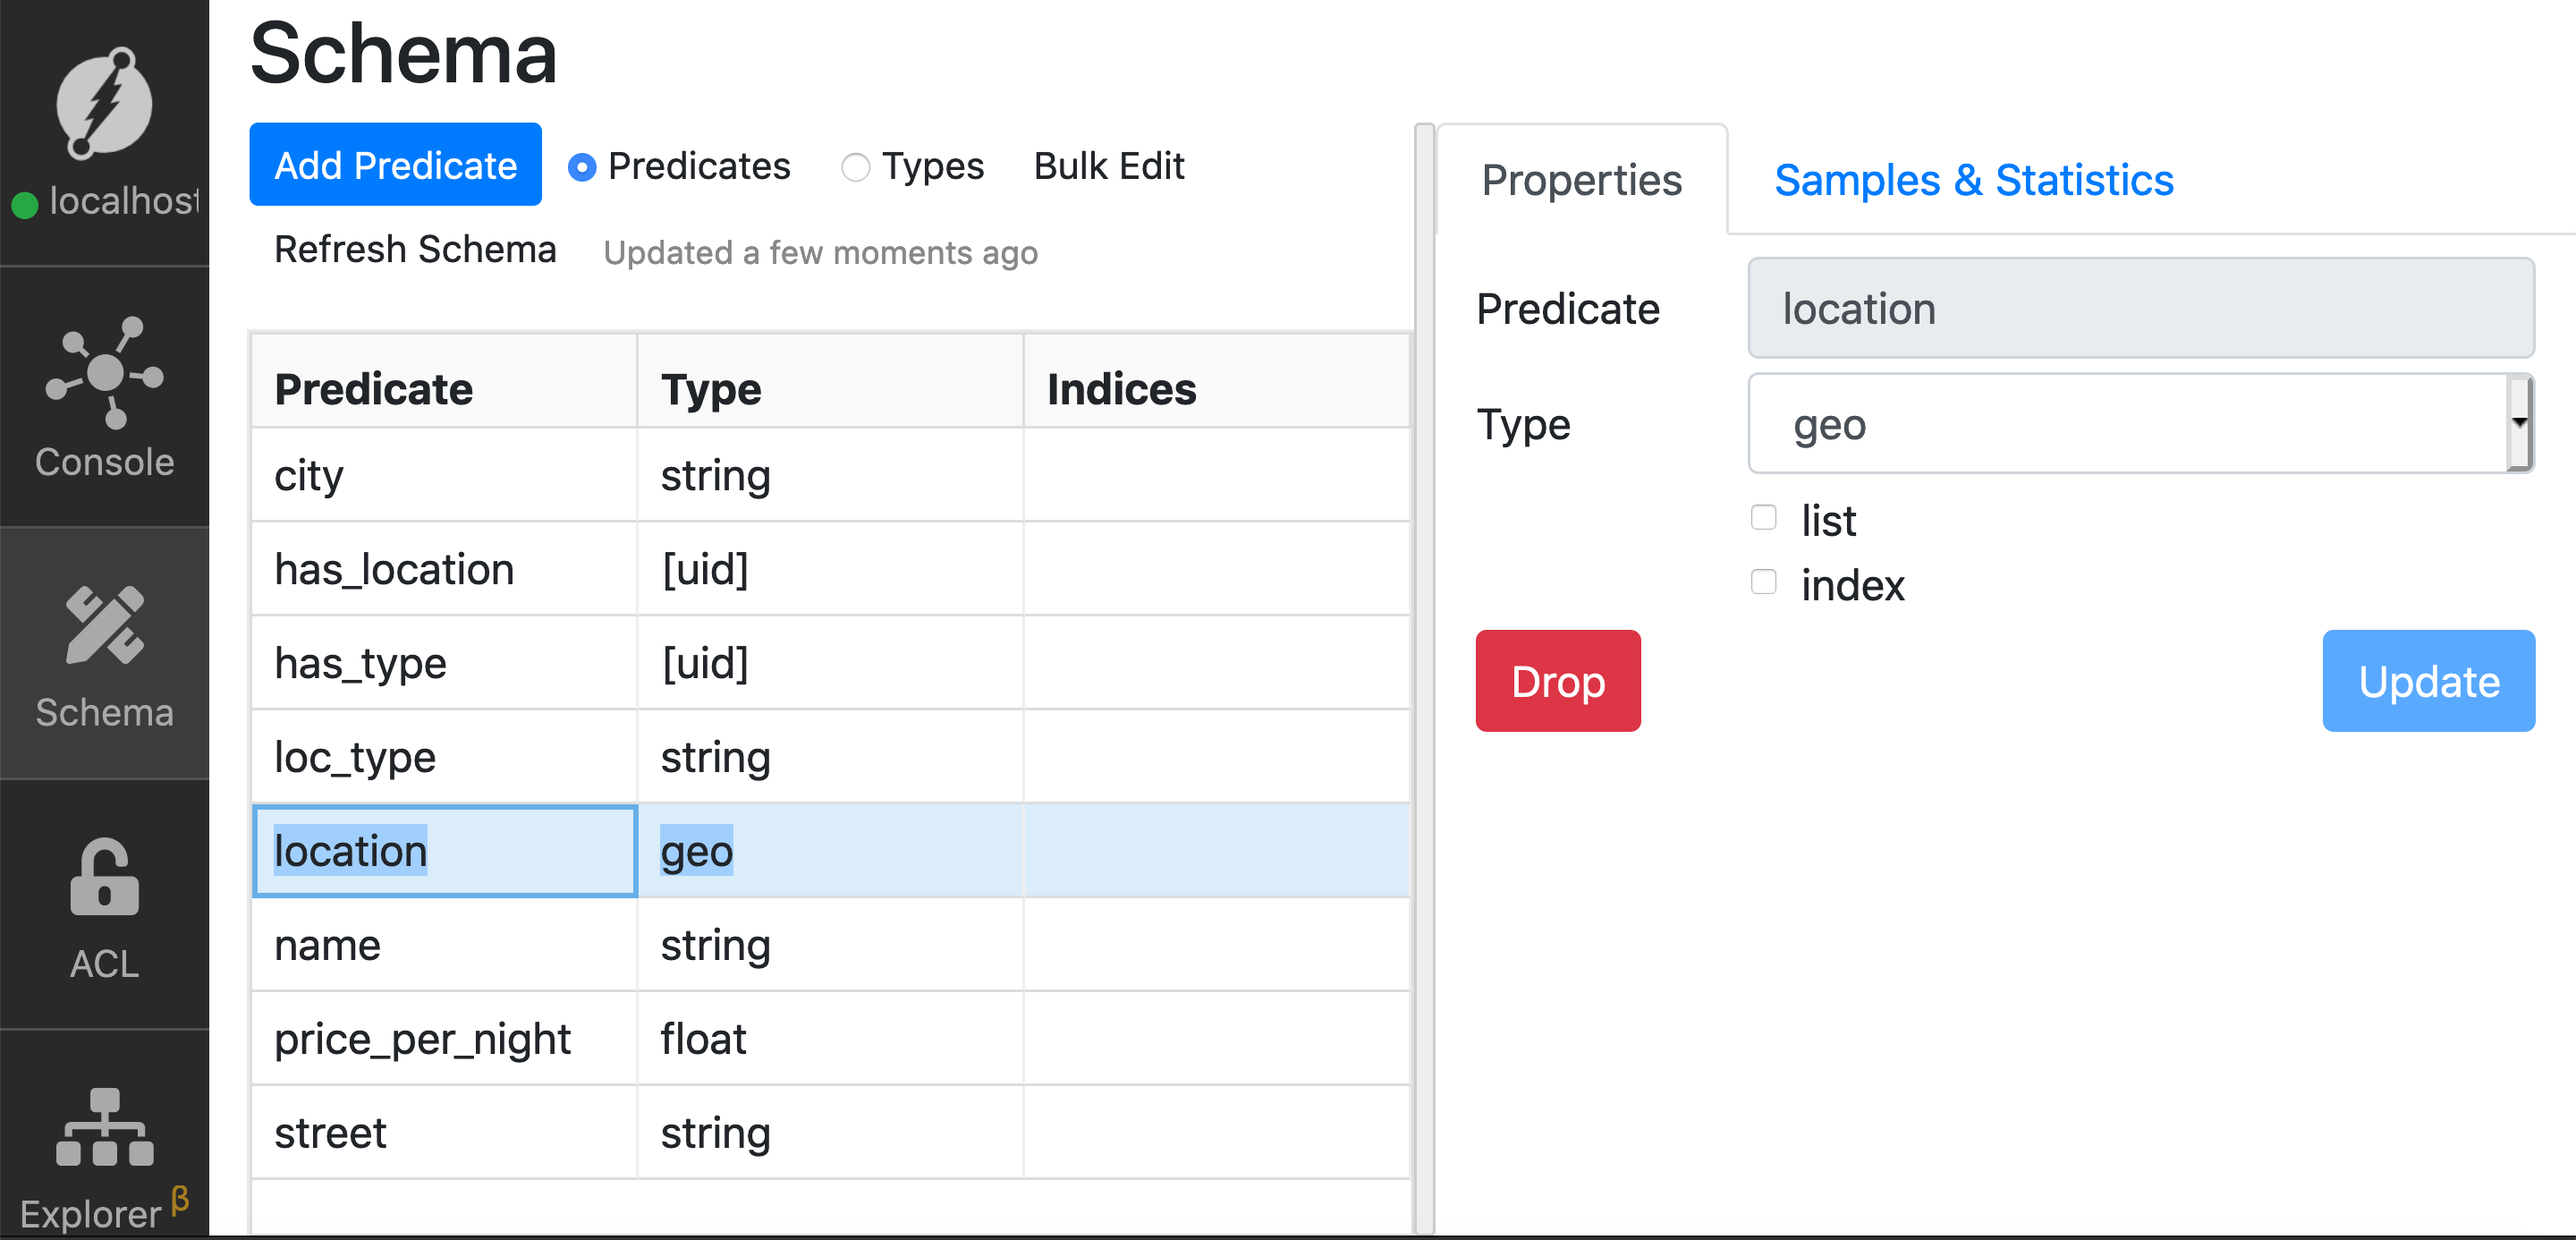 localhost
Console
Schema
ACL
Explorer β
Schema
Add Predicate Predicates Types Bulk Edit
Refresh Schema Updated a few moments ago
Predicate Type Indices
city string
has_location [uid]
has_type [uid]
loc_type string
location geo
name string
price_per_night float
street string
Properties Samples & Statistics
Predicate location
Type geo
list
index
Drop Update